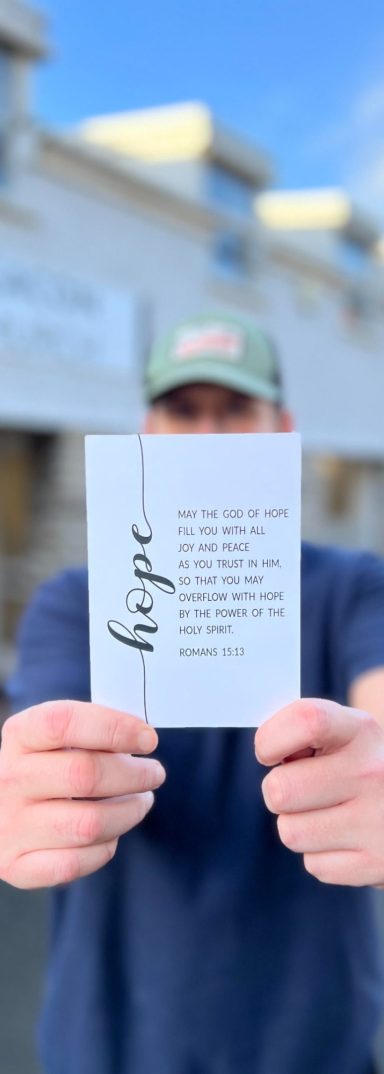 hope
MAY THE GOD OF HOPE
FILL YOU WITH ALL
JOY AND PEACE
AS YOU TRUST IN HIM,
SO THAT YOU MAY
OVERFLOW WITH HOPE
BY THE POWER OF THE
HOLY SPIRIT.
ROMANS 15:13